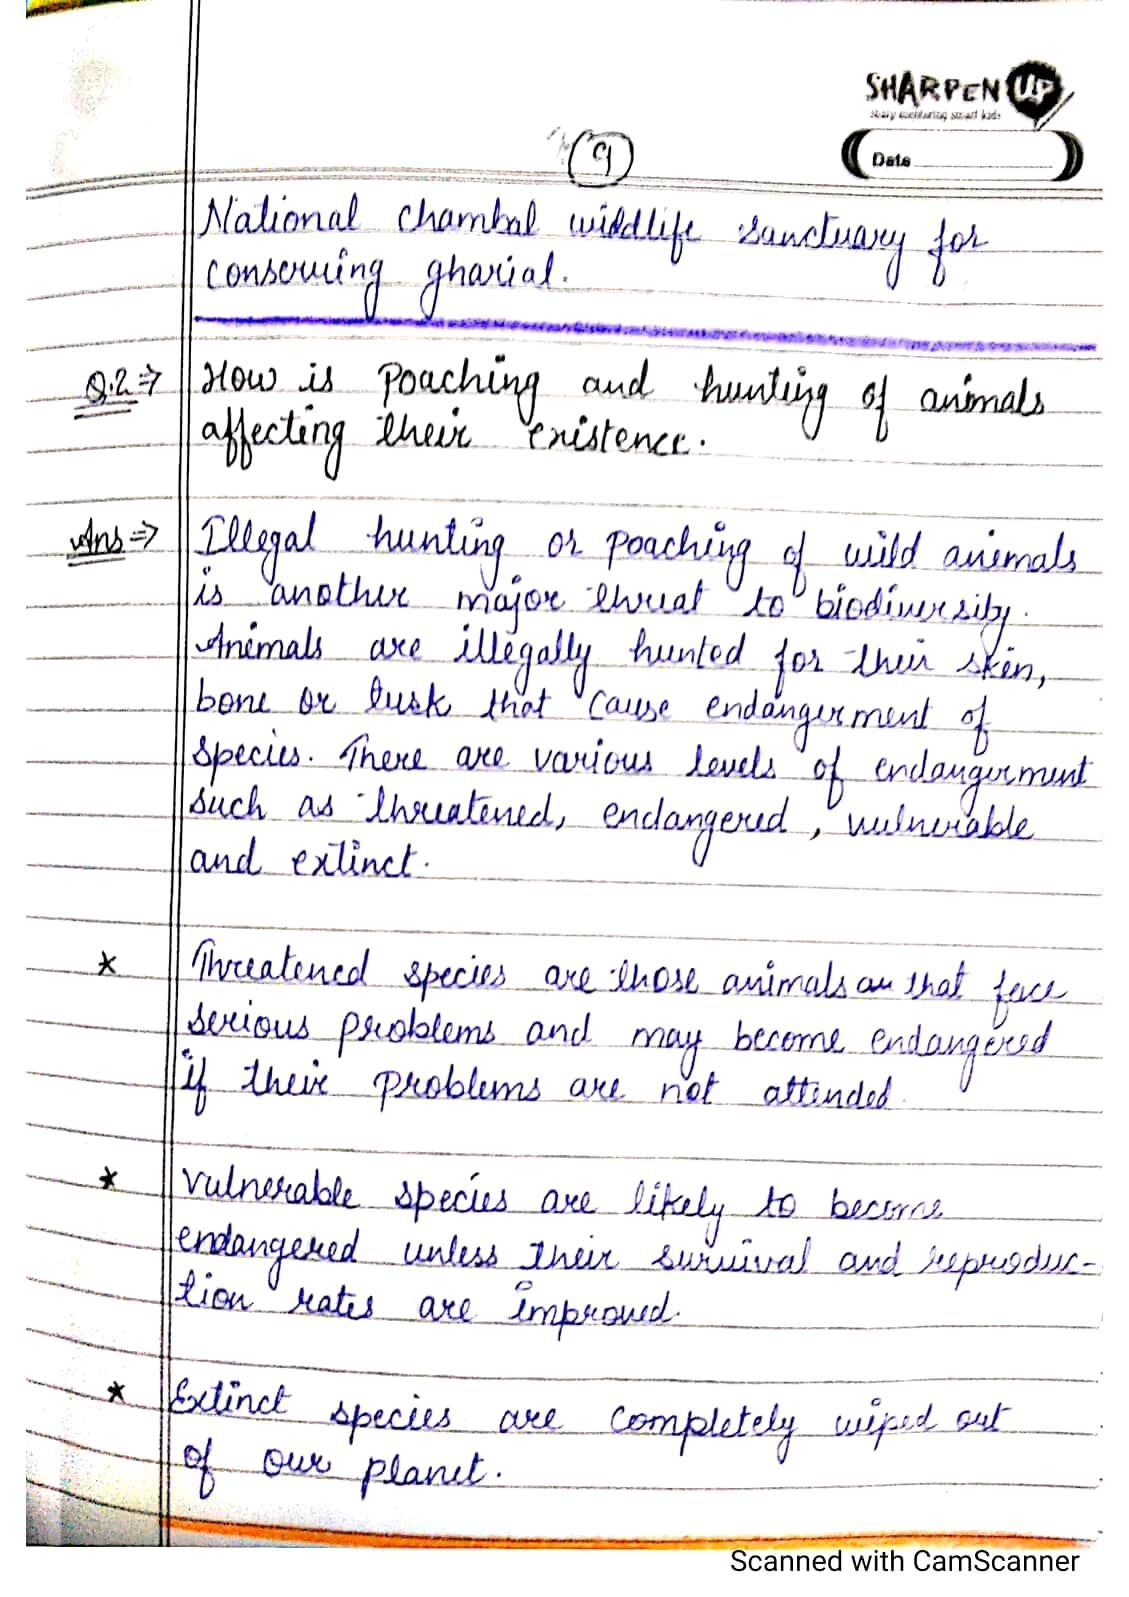 SHARPEN UP
Date
9
National Chambal wildlife sanctuary for
conserving gharial.
Q.2⇒ How is Poaching and hunting of animals
affecting their existence.
Ans⇒ Illegal hunting or poaching of wild animals
is another major threat to biodiversity.
Animals are illegally hunted for their skin,
bone or tusk that cause endangerment of
species. There are various levels of endangerment
such as threatened, endangered, vulnerable
and extinct.
* Threatened species are those animals that face
serious problems and may become endangered
if their problems are not attended.
* Vulnerable species are likely to become
endangered unless their survival and reproduc-
tion rates are improved.
* Extinct species are completely wiped out
of our planet.
Scanned with CamScanner